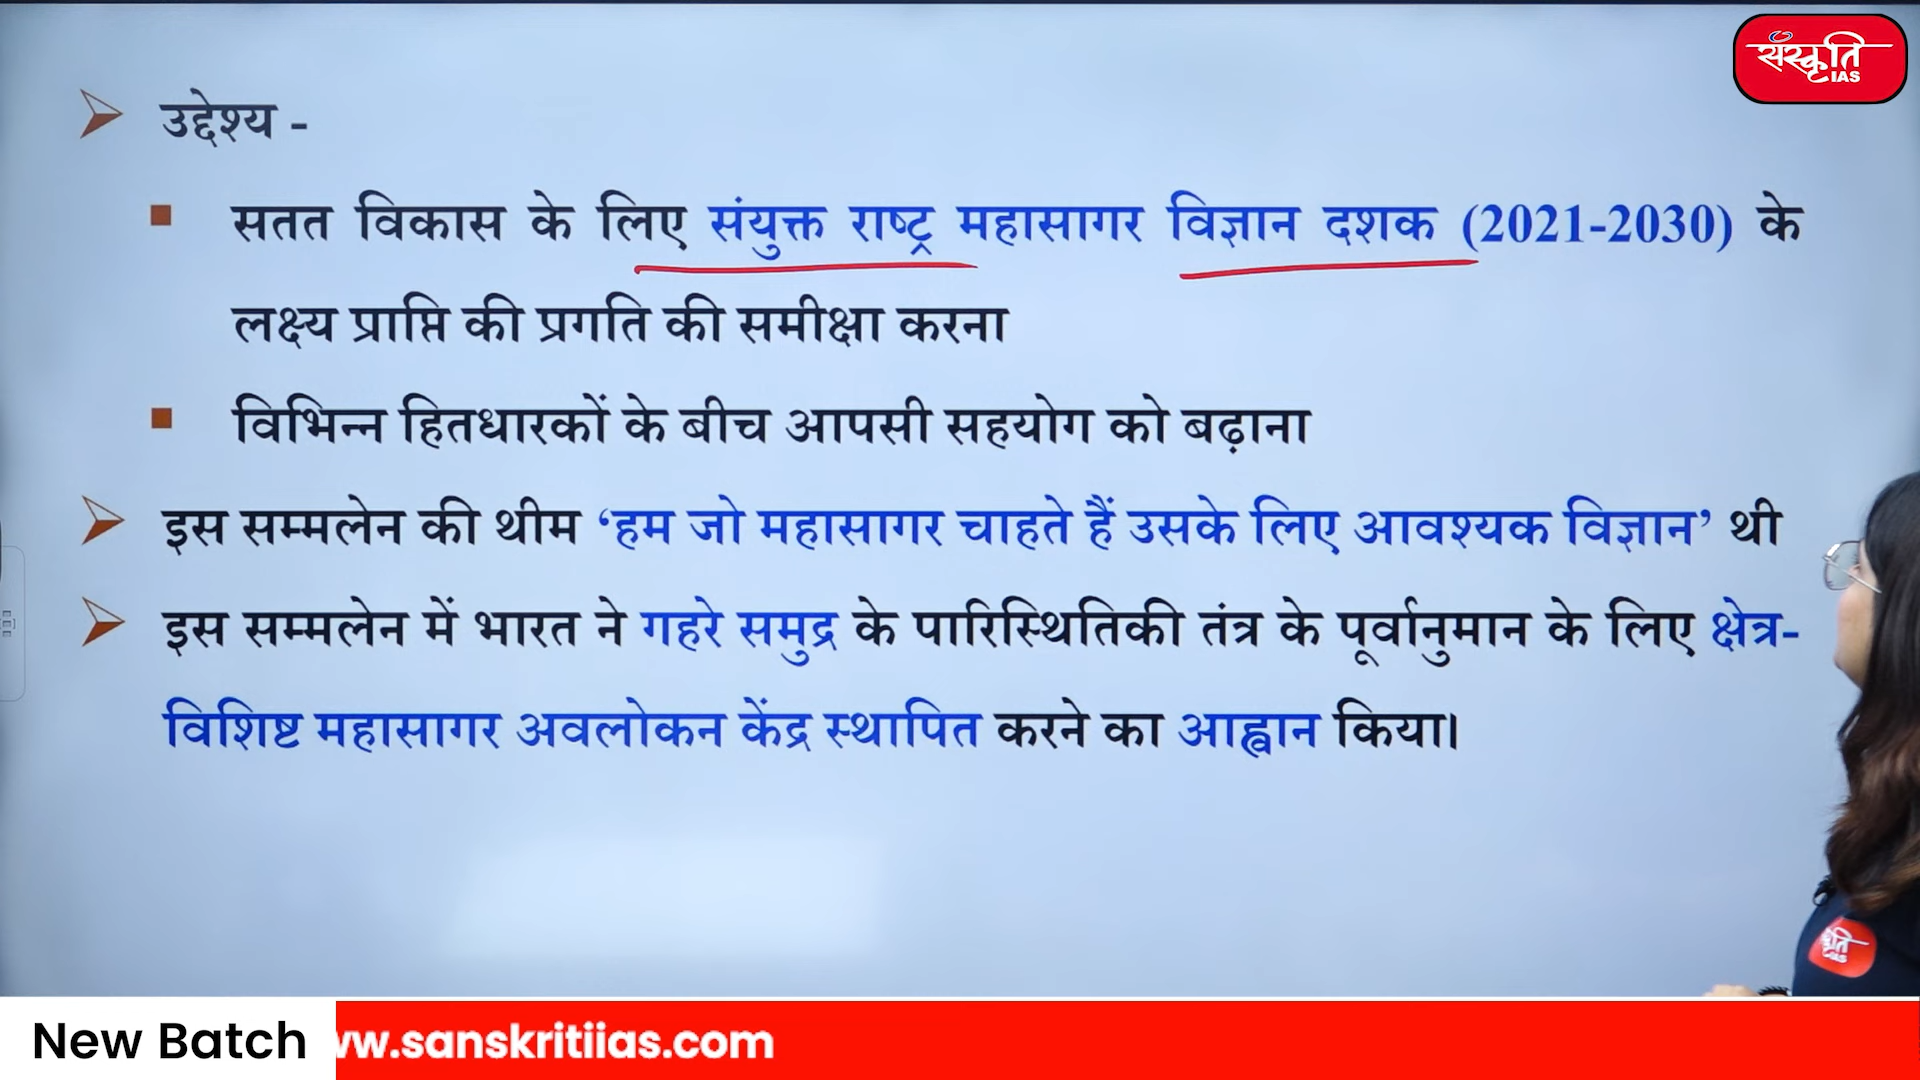 संस्कृति
IAS
उद्देश्य -
सतत विकास के लिए संयुक्त राष्ट्र महासागर विज्ञान दशक (2021-2030) के
लक्ष्य प्राप्ति की प्रगति की समीक्षा करना
विभिन्न हितधारकों के बीच आपसी सहयोग को बढ़ाना
इस सम्मलेन की थीम ‘हम जो महासागर चाहते हैं उसके लिए आवश्यक विज्ञान’ थी
इस सम्मलेन में भारत ने गहरे समुद्र के पारिस्थितिकी तंत्र के पूर्वानुमान के लिए क्षेत्र-
विशिष्ट महासागर अवलोकन केंद्र स्थापित करने का आह्वान किया।
New Batch
ww.sanskritiias.com